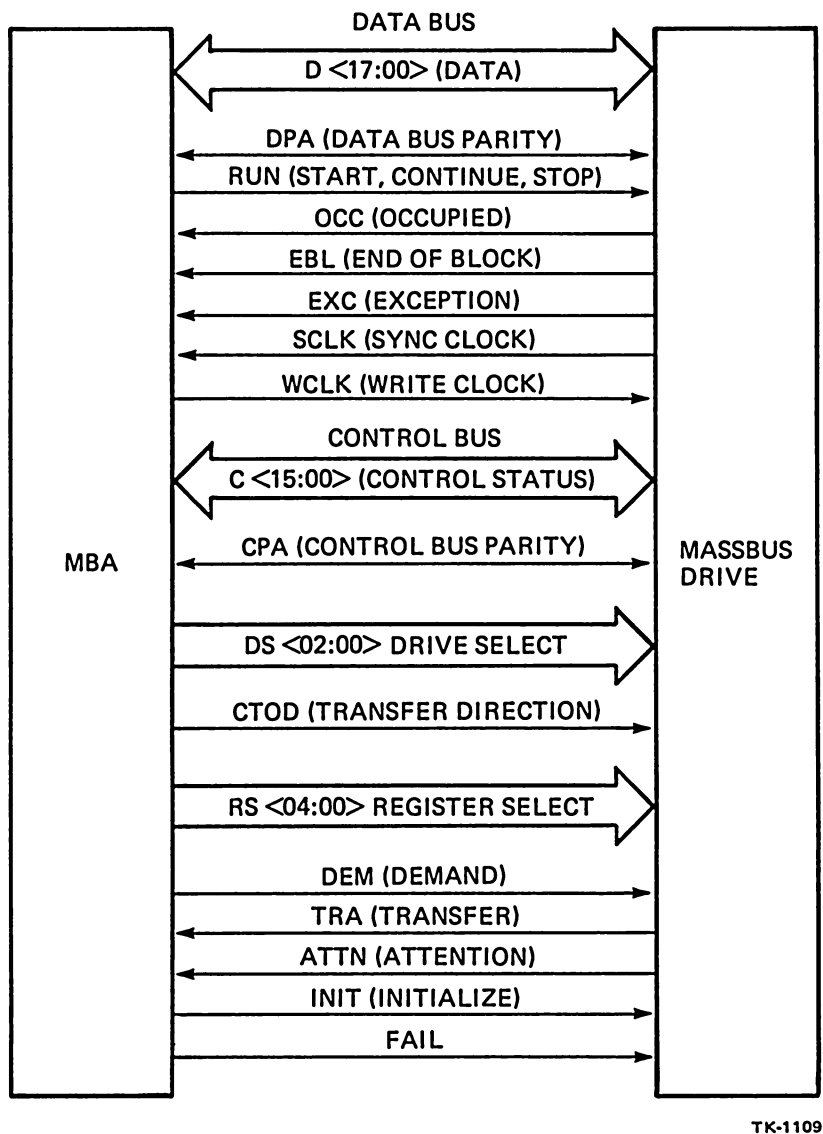 DATA BUS
D <17:00> (DATA)
DPA (DATA BUS PARITY)
RUN (START, CONTINUE, STOP)
OCC (OCCUPIED)
EBL (END OF BLOCK)
EXC (EXCEPTION)
SCLK (SYNC CLOCK)
WCLK (WRITE CLOCK)
CONTROL BUS
C <15:00> (CONTROL STATUS)
CPA (CONTROL BUS PARITY)
MBA
MASSBUS
DRIVE
DS <02:00> DRIVE SELECT
CTOD (TRANSFER DIRECTION)
RS <04:00> REGISTER SELECT
DEM (DEMAND)
TRA (TRANSFER)
ATTN (ATTENTION)
INIT (INITIALIZE)
FAIL
TK-1109